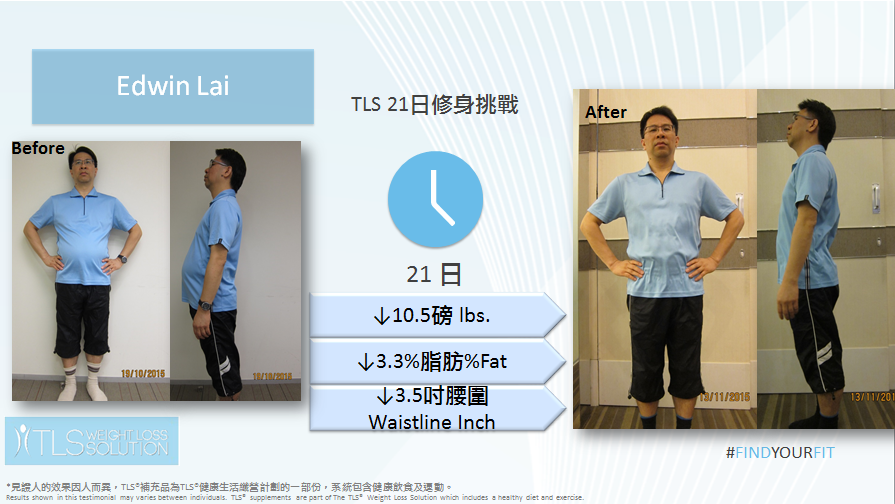 Edwin Lai
TLS 21日修身挑戰
Before
After
21 日
↓10.5磅 lbs.
↓3.3%脂肪%Fat
↓3.5吋腰圍
Waistline Inch
19/10/2015
19/10/2015
13/11/2015
13/11/201
TLS WEIGHT LOSS
SOLUTION
#FINDYOURFIT
*見證人的效果因人而異，TLS®補充品為TLS®健康生活纖營計劃的一部份，系統包含健康飲食及運動。
Results shown in this testimonial may varies between individuals. TLS® supplements are part of The TLS® Weight Loss Solution which includes a healthy diet and exercise.